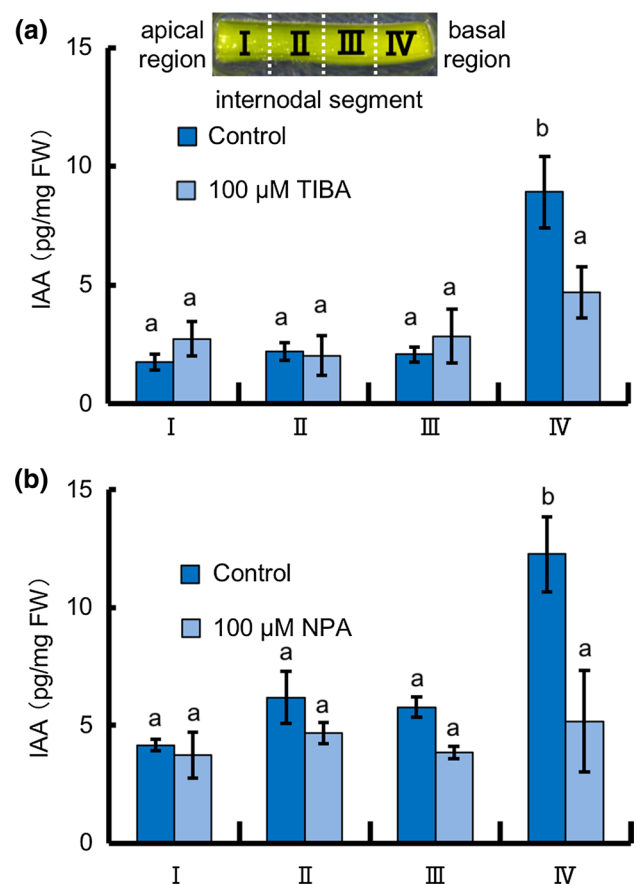 (a)
apical region
I II III IV
basal region
internodal segment
15
10
5
0
IAA (pg/mg FW)
Control
100 μM TIBA
a a
a a
a a
b a
I II III IV
(b)
15
10
5
0
IAA (pg/mg FW)
Control
100 μM NPA
a a
a a
a a
b a
I II III IV